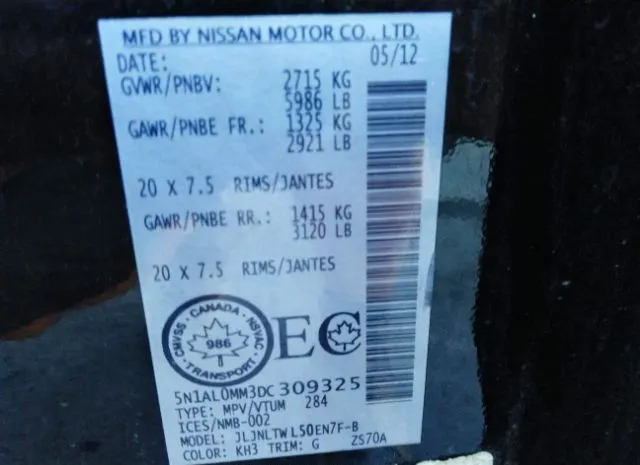 MFD BY NISSAN MOTOR CO., LTD.
DATE: 05/12
GVWR/PNBV: 2715 KG
5986 LB
GAWR/PNBE FR.: 1325 KG
2921 LB
20 X 7.5 RIMS/JANTES
GAWR/PNBE RR.: 1415 KG
3120 LB
20 X 7.5 RIMS/JANTES
CANADA
CMVSS NSVAC
986
TRANSPORT
EC
5N1AL0MM3DC309325
TYPE: MPV/VTUM 284
ICES/NMB-002
MODEL: JLJNLTWL50EN7F-B
COLOR: KH3 TRIM: G ZS70A